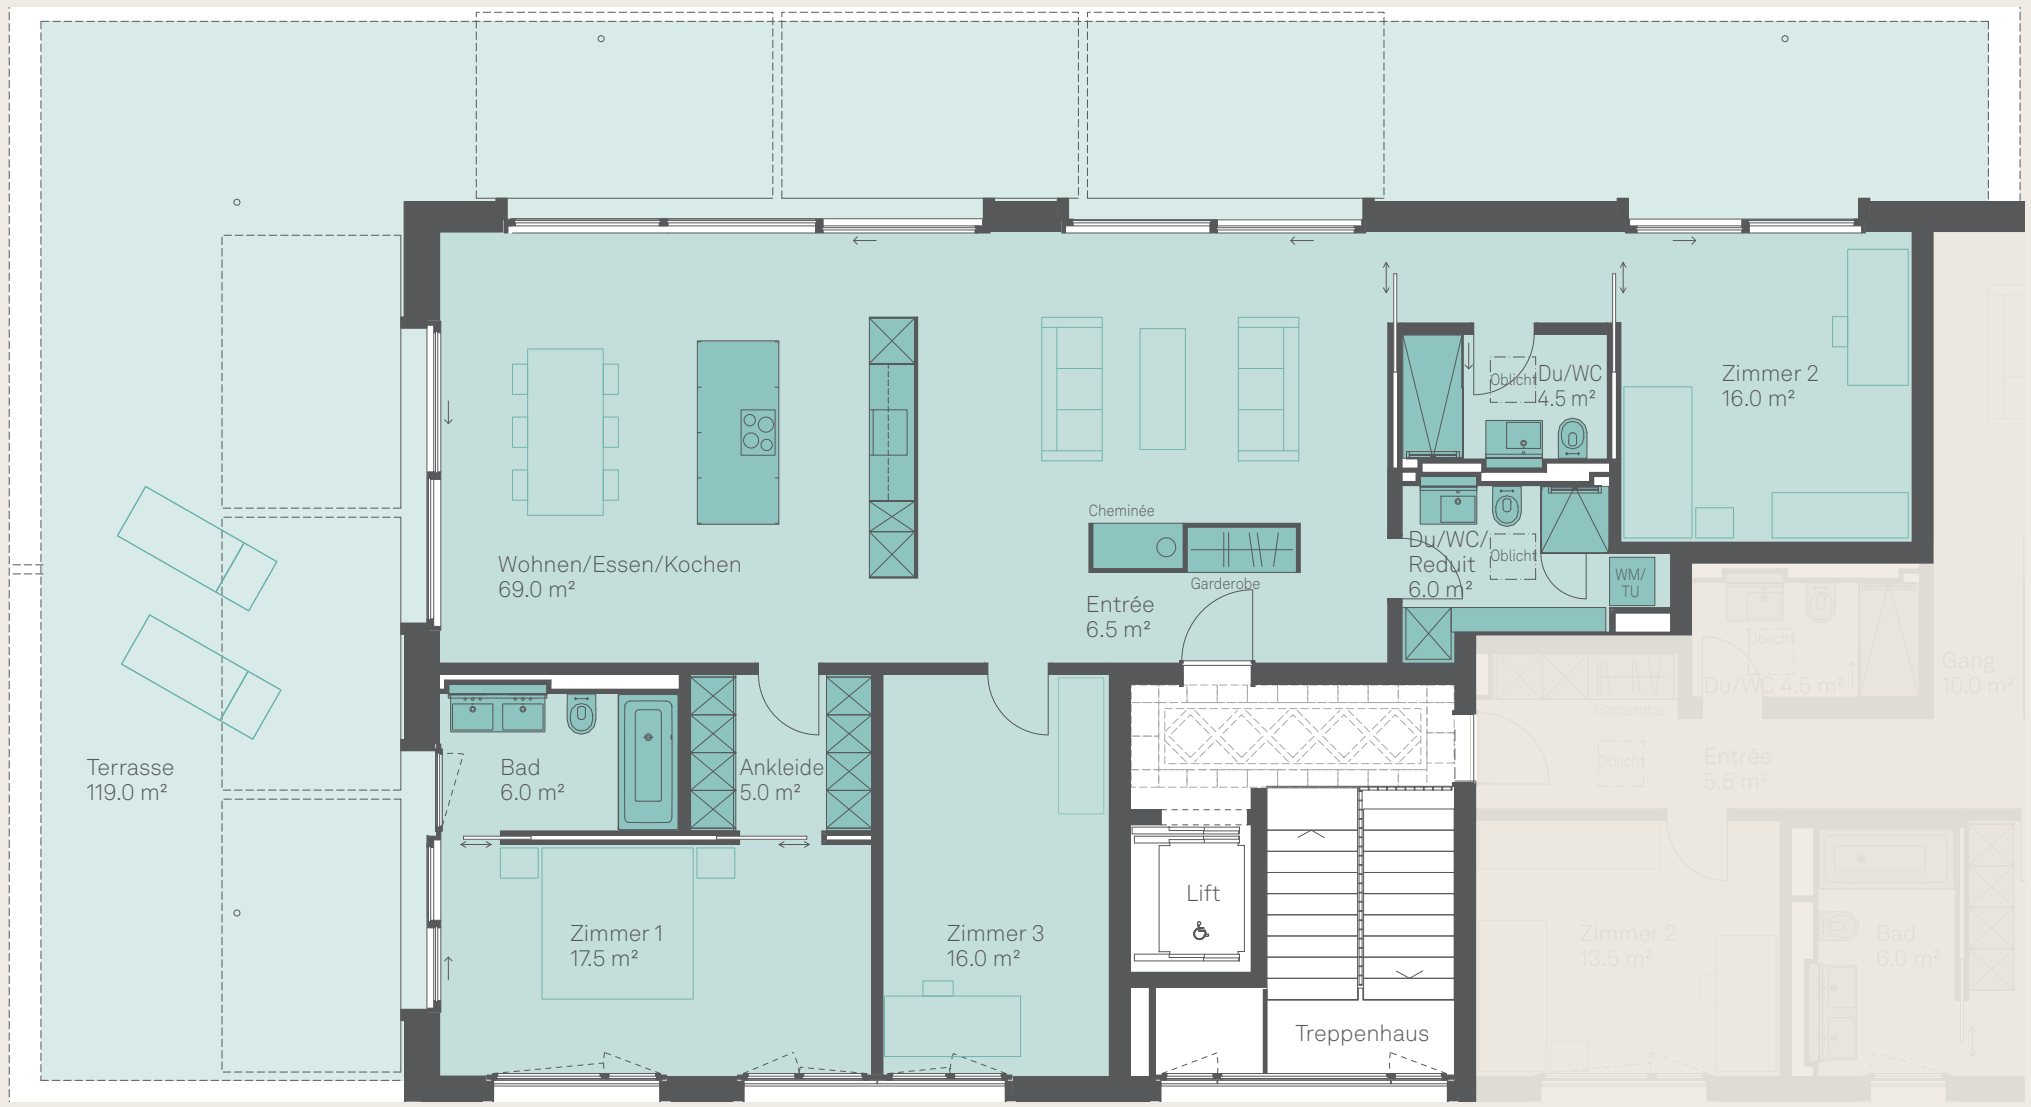 Oblicht
Du/WC
4.5 m²
Zimmer 2
16.0 m²
Cheminée
Garderobe
Wohnen/Essen/Kochen
69.0 m²
Entrée
6.5 m²
Du/WC/
Reduit
6.0 m²
Oblicht
WM/
TU
Terrasse
119.0 m²
Bad
6.0 m²
Ankleide
5.0 m²
Zimmer 1
17.5 m²
Zimmer 3
16.0 m²
Lift
Treppenhaus
Oblicht
Du/WC 4.5 m²
Gang
10.0 m²
Garderobe
Oblicht
Entrée
5.5 m²
Zimmer 2
13.5 m²
Bad
6.0 m²